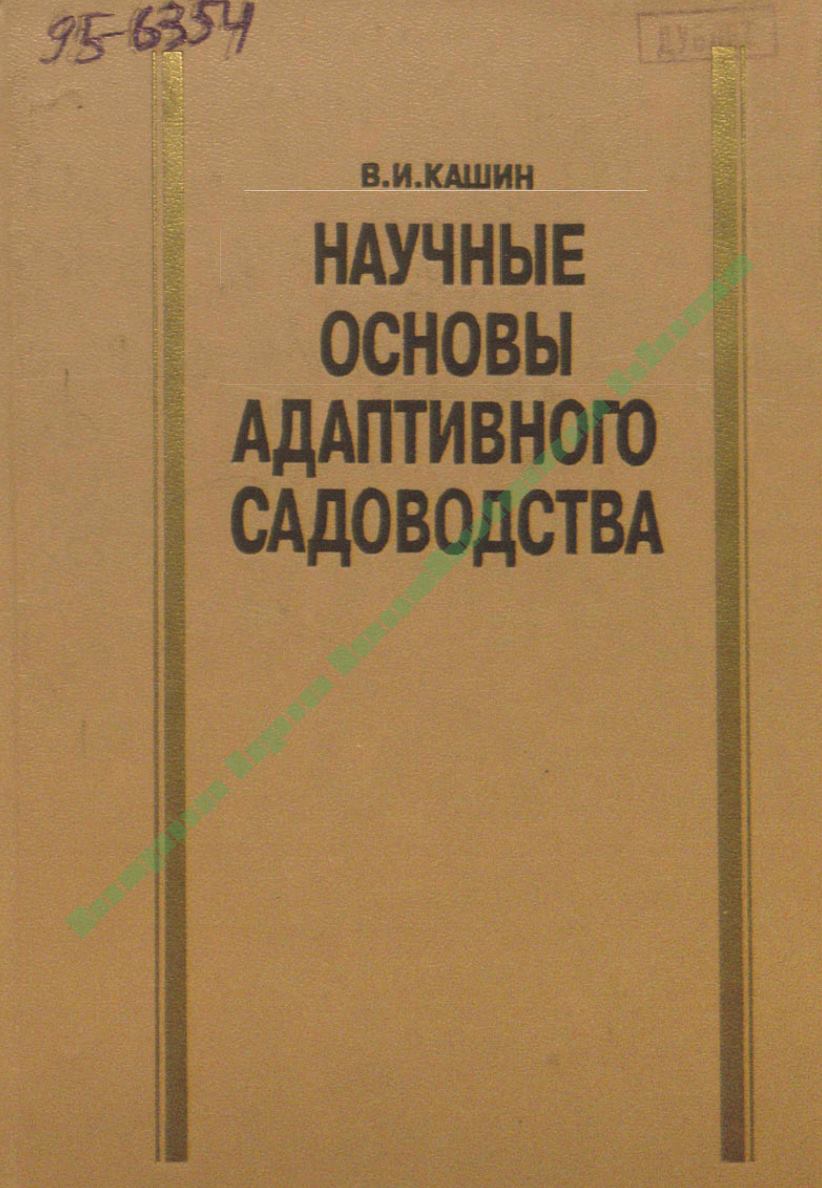 95-6354
В.И.КАШИН
НАУЧНЫЕ
ОСНОВЫ
АДАПТИВНОГО
САДОВОДСТВА